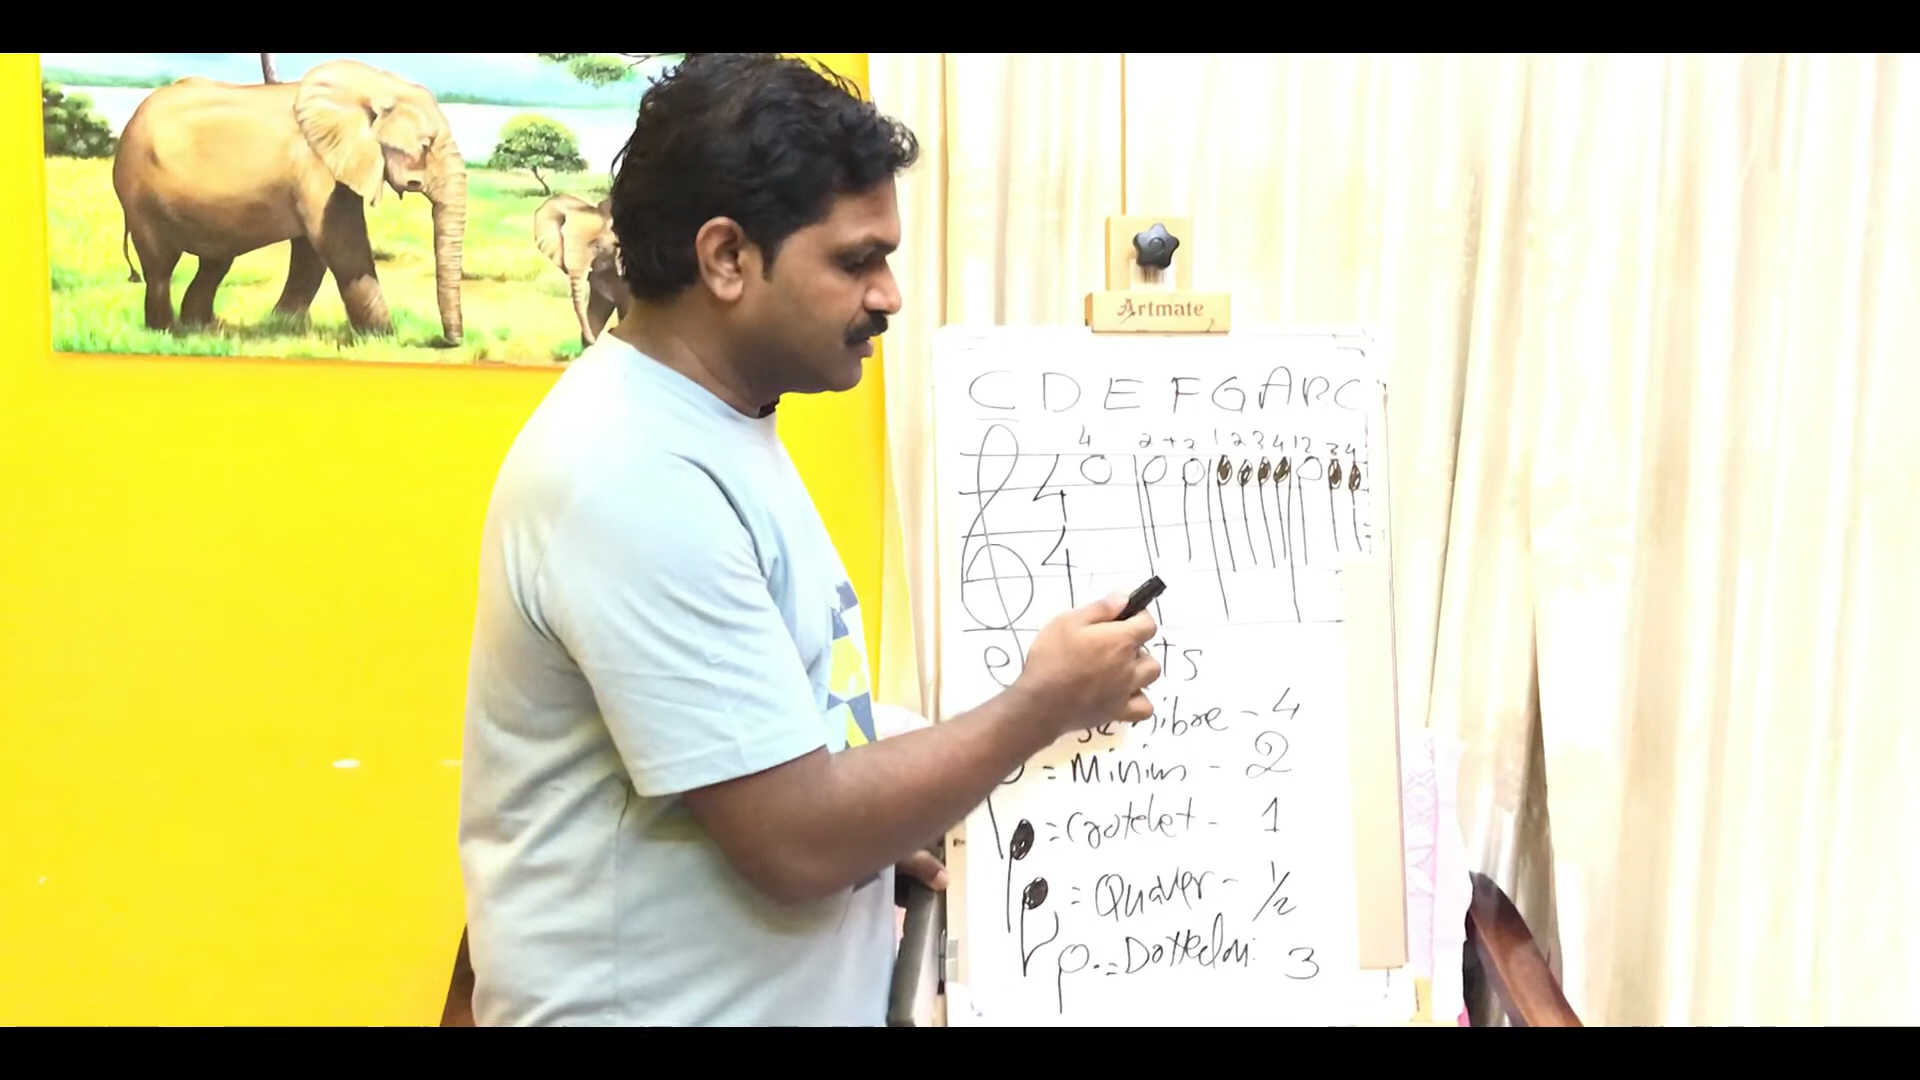 Artmate
C D E F G A B C
4 2 + 2 1 2 3 4 1 2 3 4
4
4
= Minim - 2
= Crotchet - 1
= Quaver - 1/2
= Dotted m: 3